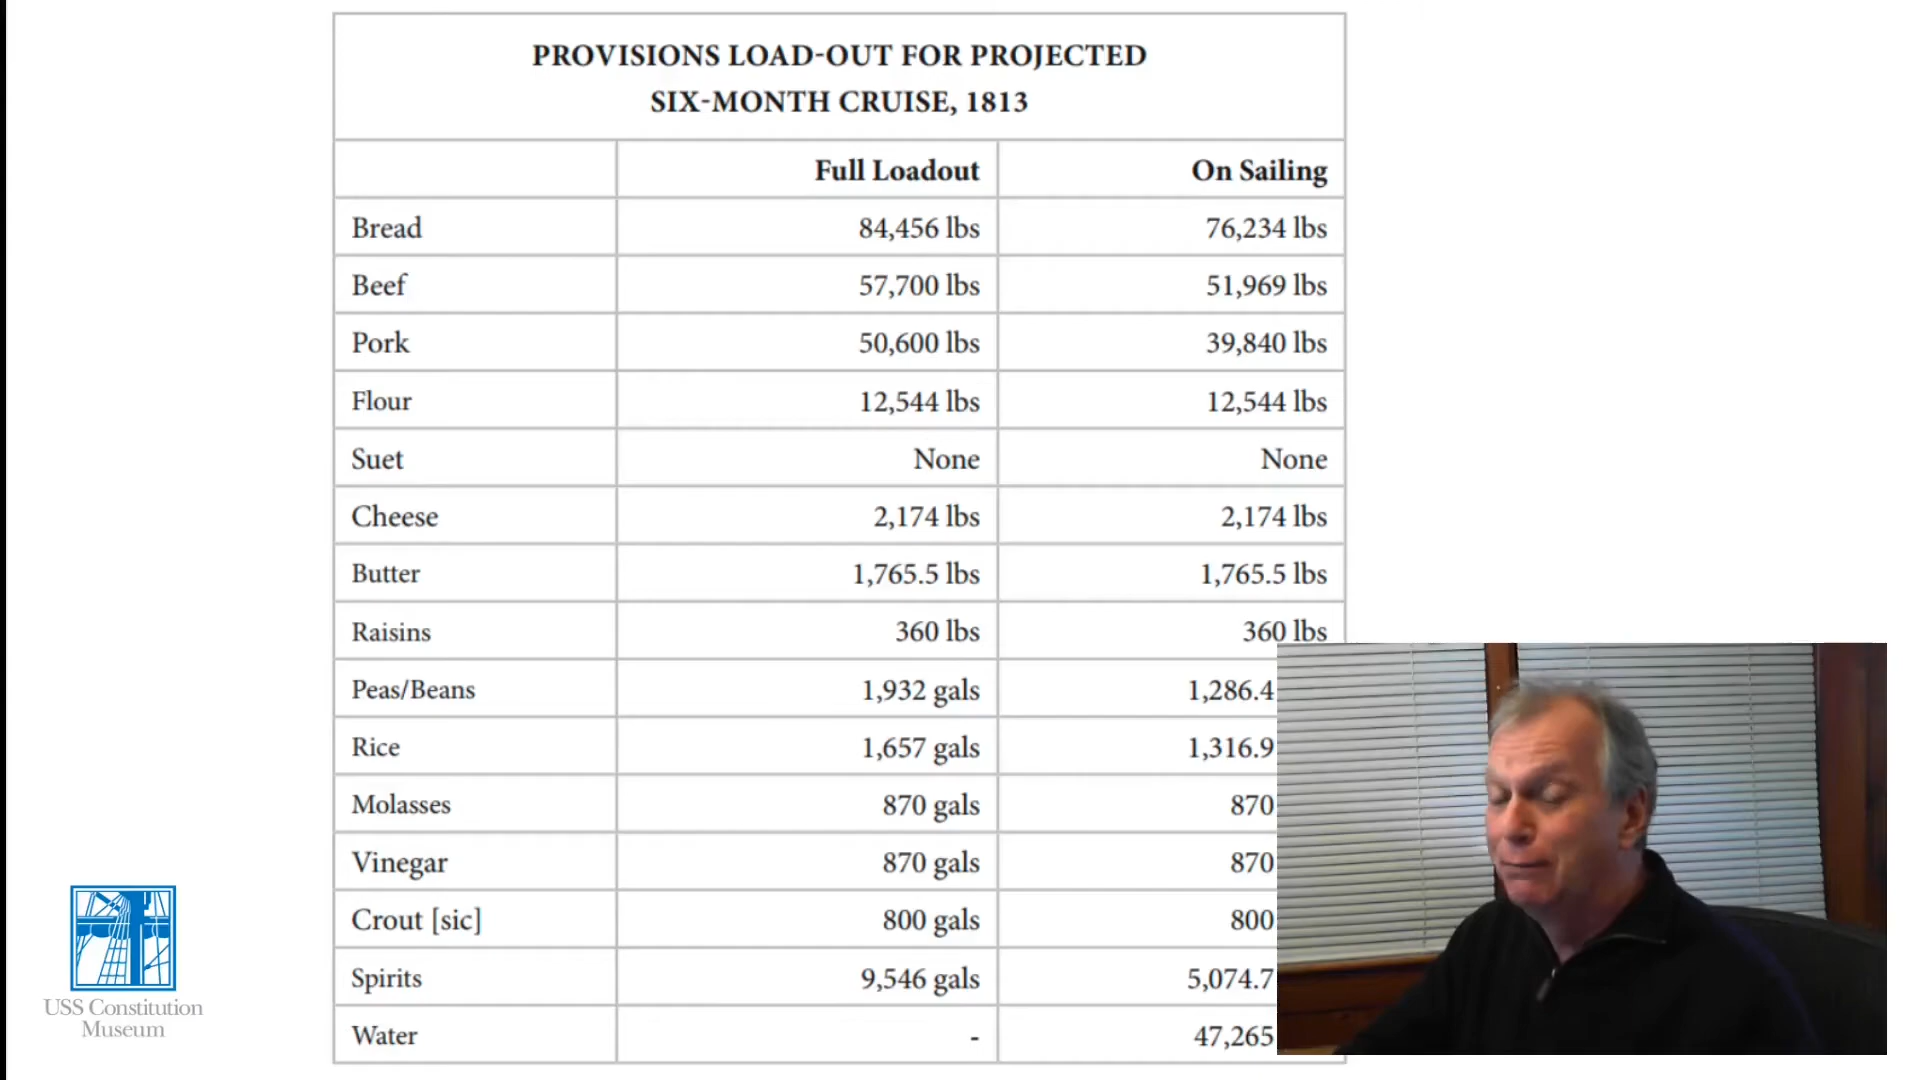 PROVISIONS LOAD-OUT FOR PROJECTED
SIX-MONTH CRUISE, 1813
Full Loadout On Sailing
Bread 84,456 lbs 76,234 lbs
Beef 57,700 lbs 51,969 lbs
Pork 50,600 lbs 39,840 lbs
Flour 12,544 lbs 12,544 lbs
Suet None None
Cheese 2,174 lbs 2,174 lbs
Butter 1,765.5 lbs 1,765.5 lbs
Raisins 360 lbs 360 lbs
Peas/Beans 1,932 gals 1,286.4
Rice 1,657 gals 1,316.9
Molasses 870 gals 870
Vinegar 870 gals 870
Crout [sic] 800 gals 800
Spirits 9,546 gals 5,074.7
Water - 47,265
USS Constitution
Museum